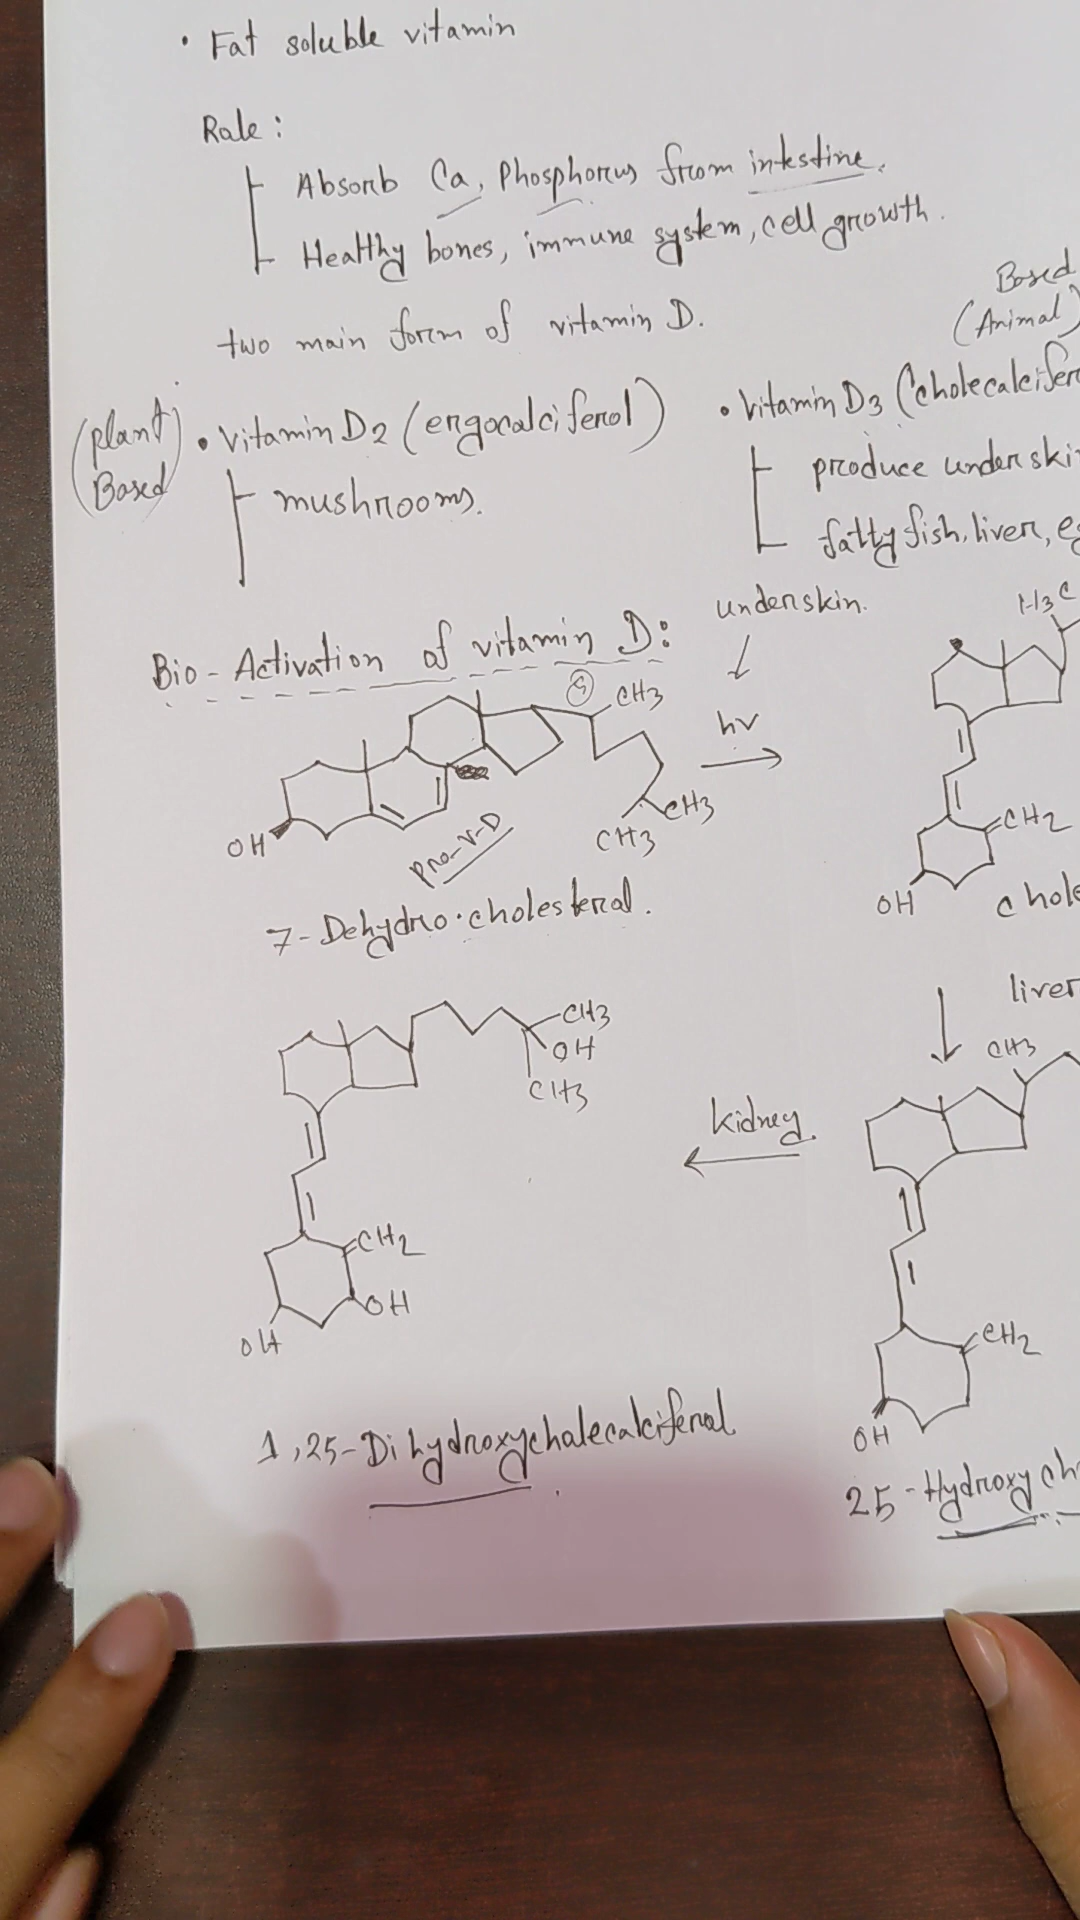 • Fat soluble vitamin
Role :
Absorb Ca, Phosphorus from intestine.
Healthy bones, immune system, cell growth.
two main form of vitamin D.
Based
(Animal)
(plant)
Based
• vitamin D2 (ergocalciferol)
mushrooms.
• Vitamin D3 (cholecalcifer
produce under ski
fatty fish, liver, eg
Bio-Activation of vitamin D:
underskin.
hv
CH3
CH3
CH3
OH
pro-V-D
7-Dehydro·cholesterol.
H3C
CH2
OH
chole
liver
CH3
CH2
OH
25-Hydroxy ch
kidney
CH3
OH
CH3
CH2
OH
OH
1,25-Dihydroxycholecalciferol